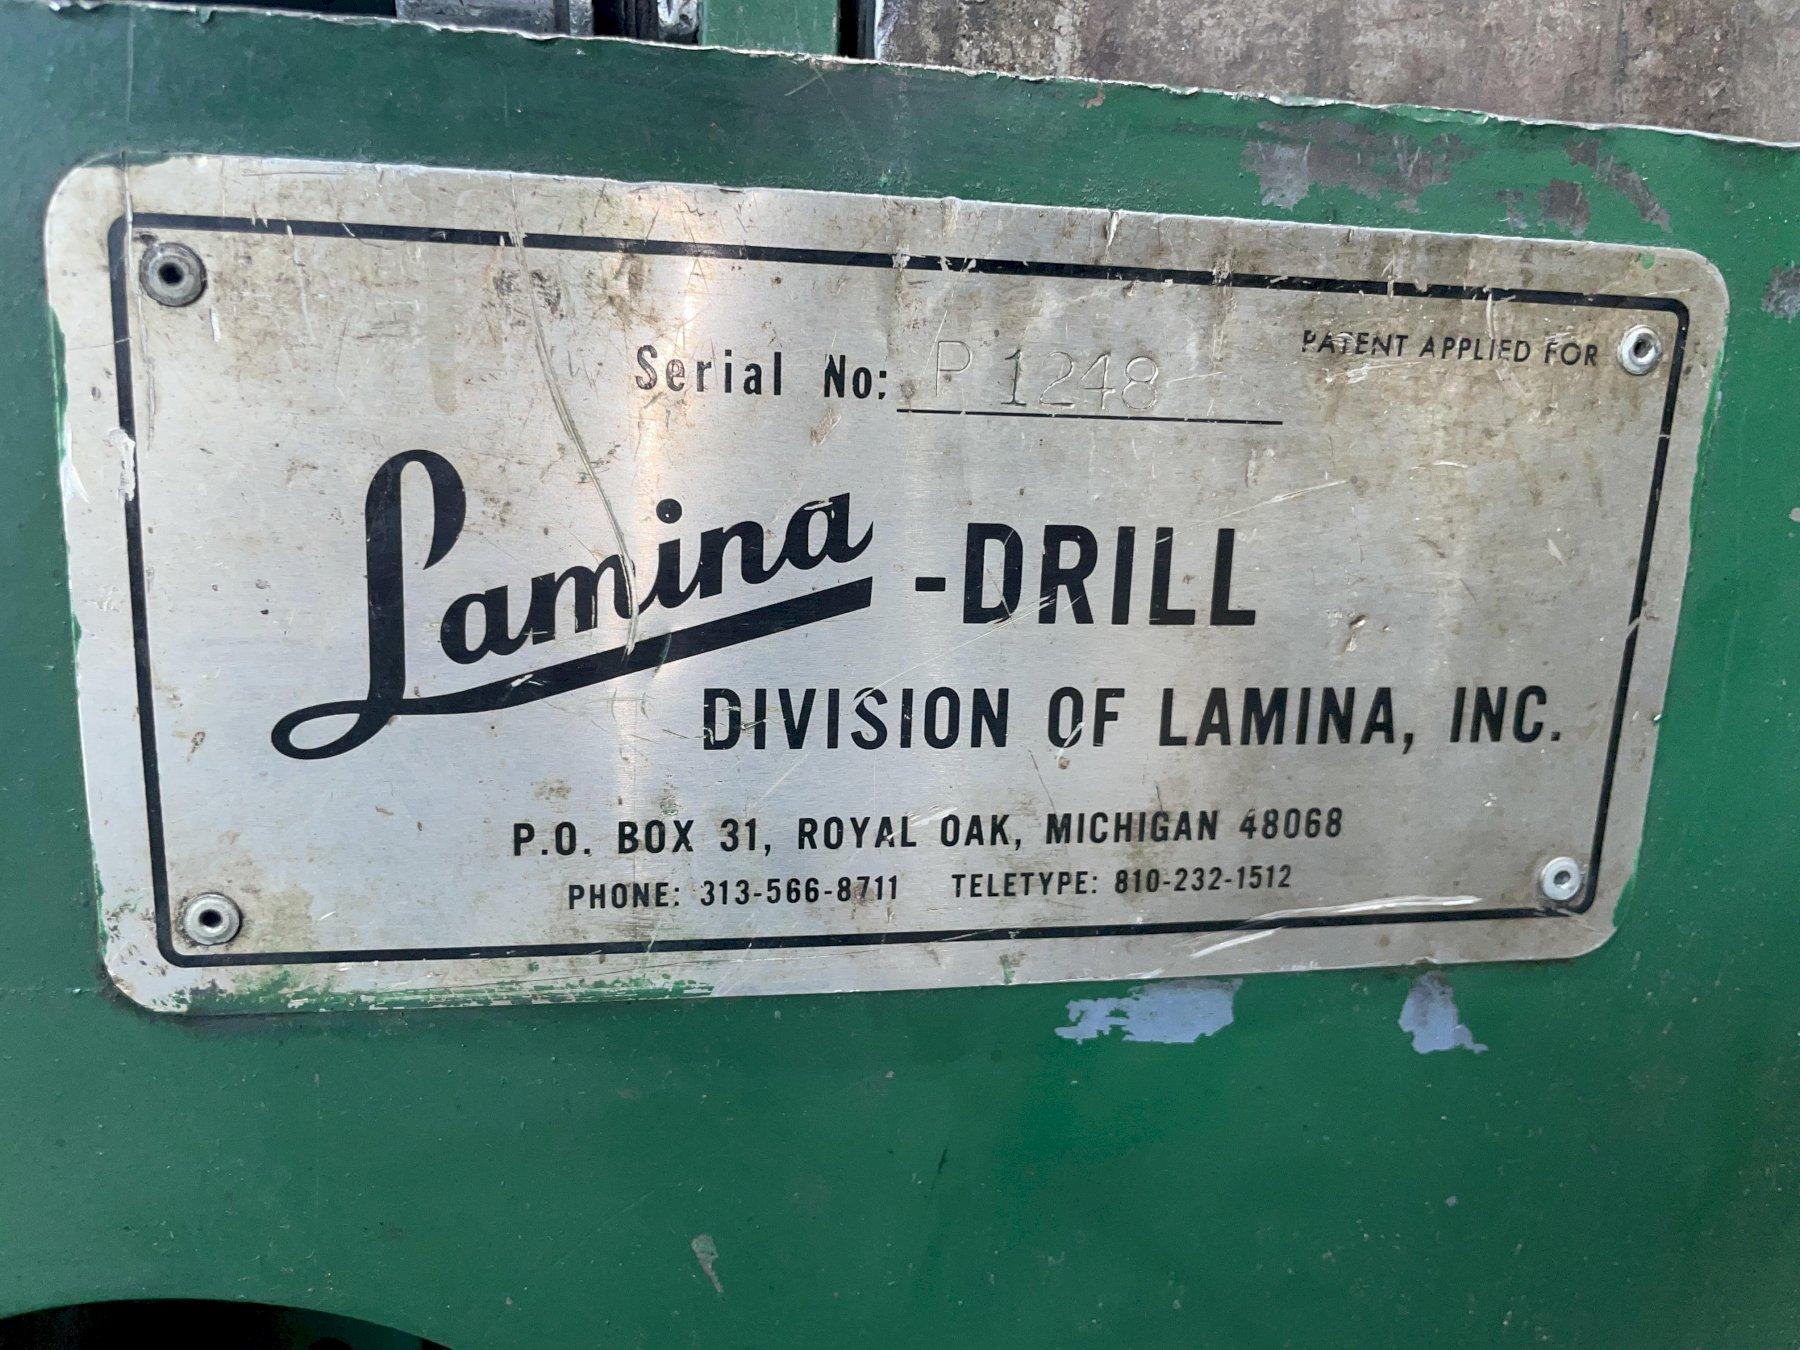 PATENT APPLIED FOR
Serial No: P 1248
Lamina -DRILL
DIVISION OF LAMINA, INC.
P.O. BOX 31, ROYAL OAK, MICHIGAN 48068
PHONE: 313-566-8711 TELETYPE: 810-232-1512